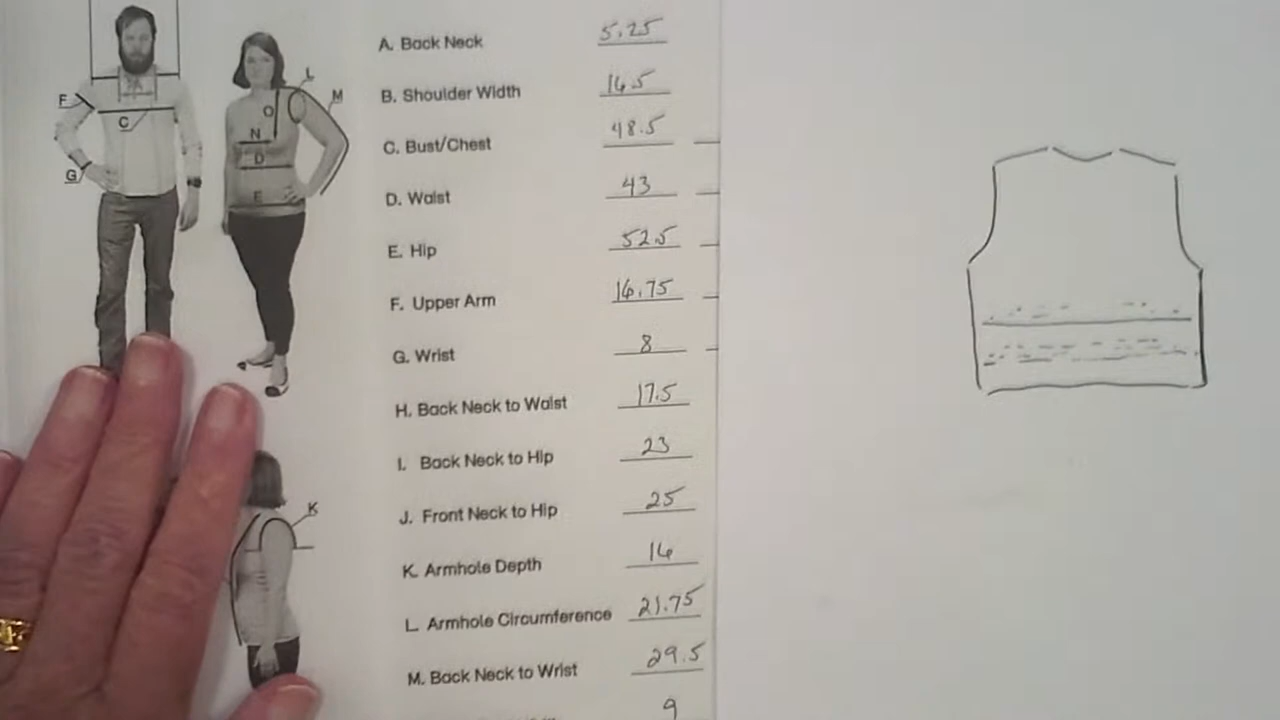 A. Back Neck 5.25
B. Shoulder Width 16.5
C. Bust/Chest 48.5
D. Waist 43
E. Hip 52.5
F. Upper Arm 16.75
G. Wrist 8
H. Back Neck to Waist 17.5
I. Back Neck to Hip 23
J. Front Neck to Hip 25
K. Armhole Depth 16
L. Armhole Circumference 21.75
M. Back Neck to Wrist 29.5
9
F
C
G
L
M
O
N
D
E
K